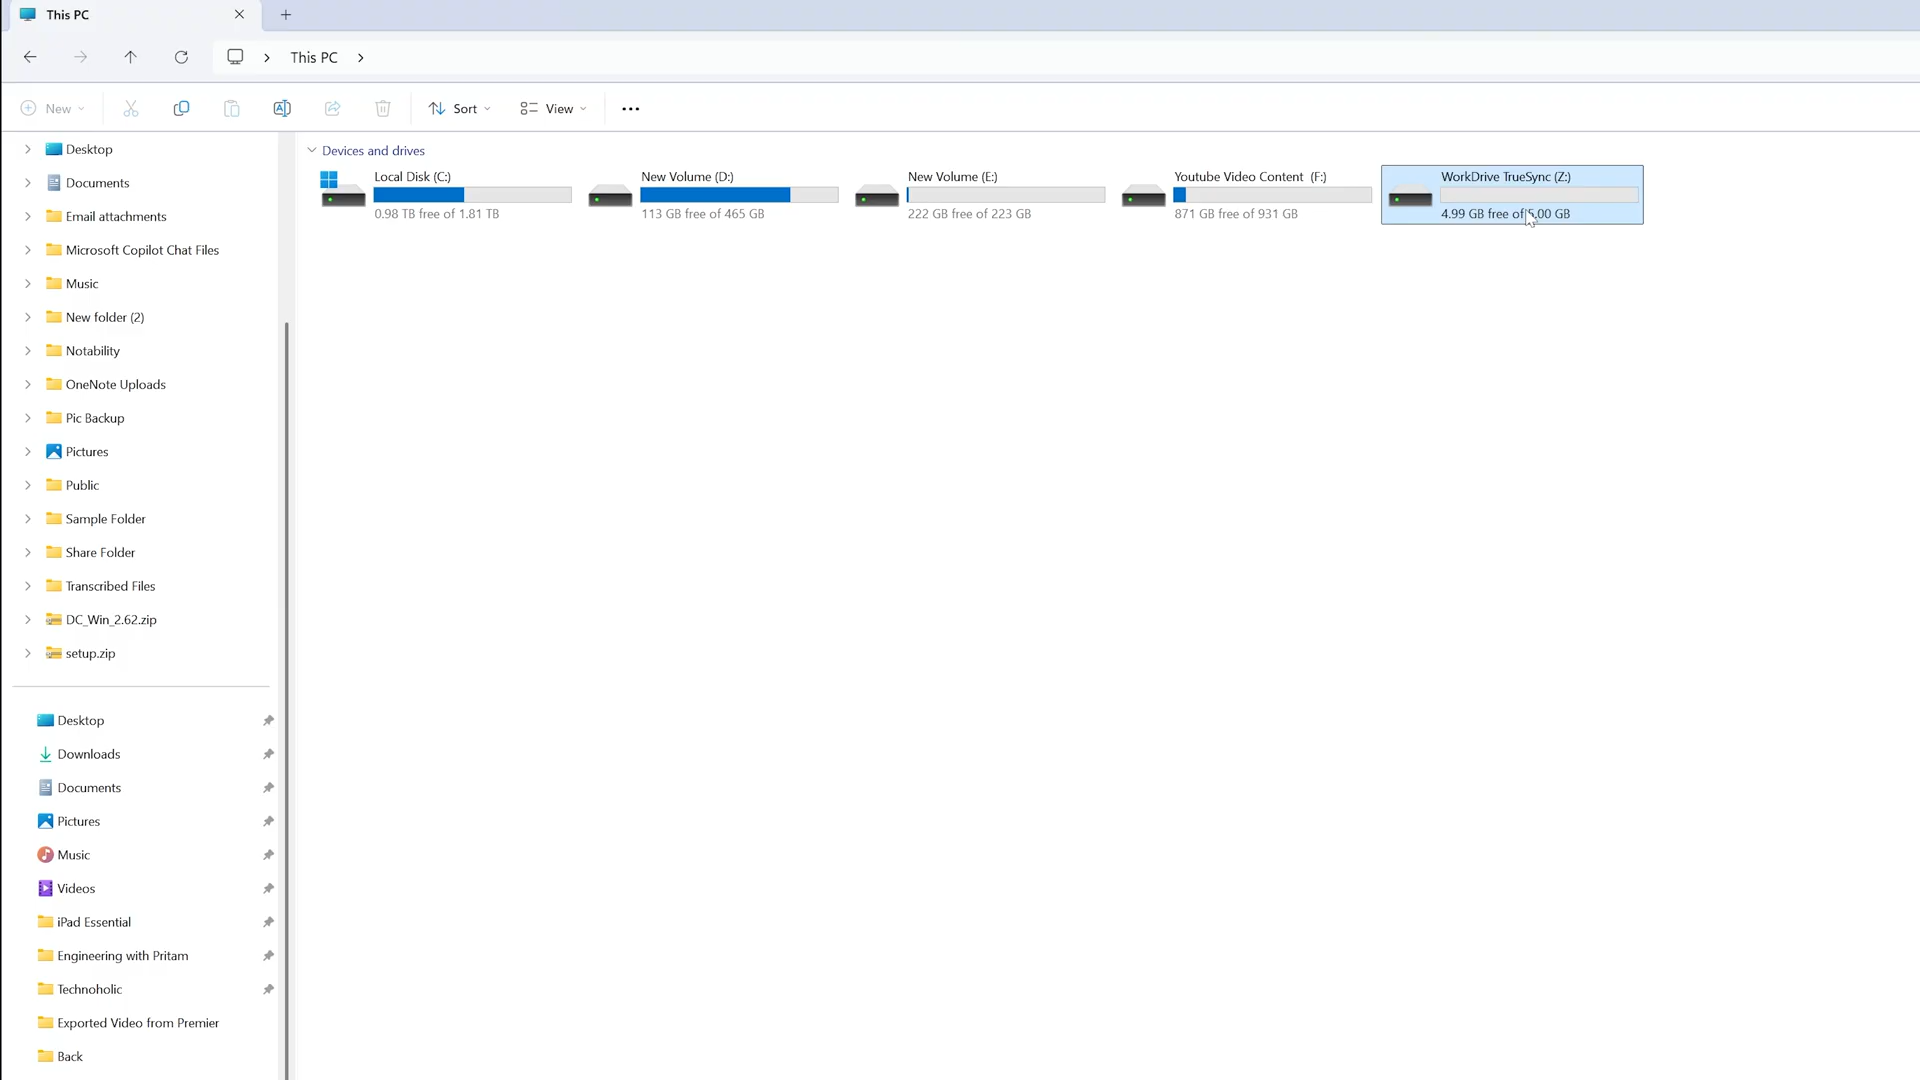 This PC
This PC
New
Sort
View
Desktop
Documents
Email attachments
Microsoft Copilot Chat Files
Music
New folder (2)
Notability
OneNote Uploads
Pic Backup
Pictures
Public
Sample Folder
Share Folder
Transcribed Files
DC_Win_2.62.zip
setup.zip
Desktop
Downloads
Documents
Pictures
Music
Videos
iPad Essential
Engineering with Pritam
Technoholic
Exported Video from Premier
Back
Devices and drives
Local Disk (C:)
0.98 TB free of 1.81 TB
New Volume (D:)
113 GB free of 465 GB
New Volume (E:)
222 GB free of 223 GB
Youtube Video Content (F:)
871 GB free of 931 GB
WorkDrive TrueSync (Z:)
4.99 GB free of 5.00 GB